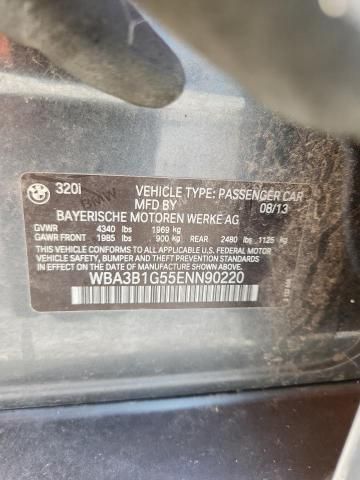 320i
VEHICLE TYPE: PASSENGER CAR
MFD BY 08/13
BAYERISCHE MOTOREN WERKE AG
GVWR 4340 lbs 1969 kg
GAWR FRONT 1985 lbs 900 kg REAR 2480 lbs 1125 kg
THIS VEHICLE CONFORMS TO ALL APPLICABLE U.S. FEDERAL MOTOR
VEHICLE SAFETY, BUMPER, AND THEFT PREVENTION STANDARDS
IN EFFECT ON THE DATE OF MANUFACTURE SHOWN ABOVE.
WBA3B1G55ENN90220
BMW